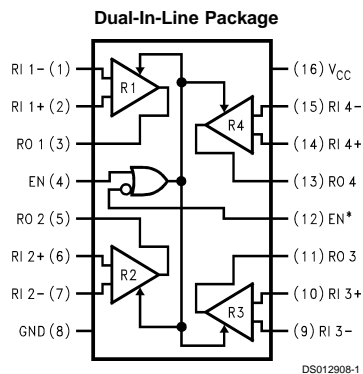 Dual-In-Line Package
RI 1- (1)
RI 1+ (2)
RO 1 (3)
EN (4)
RO 2 (5)
RI 2+ (6)
RI 2- (7)
GND (8)
R1
R2
R4
R3
(16) VCC
(15) RI 4-
(14) RI 4+
(13) RO 4
(12) EN*
(11) RO 3
(10) RI 3+
(9) RI 3-
DS012908-1